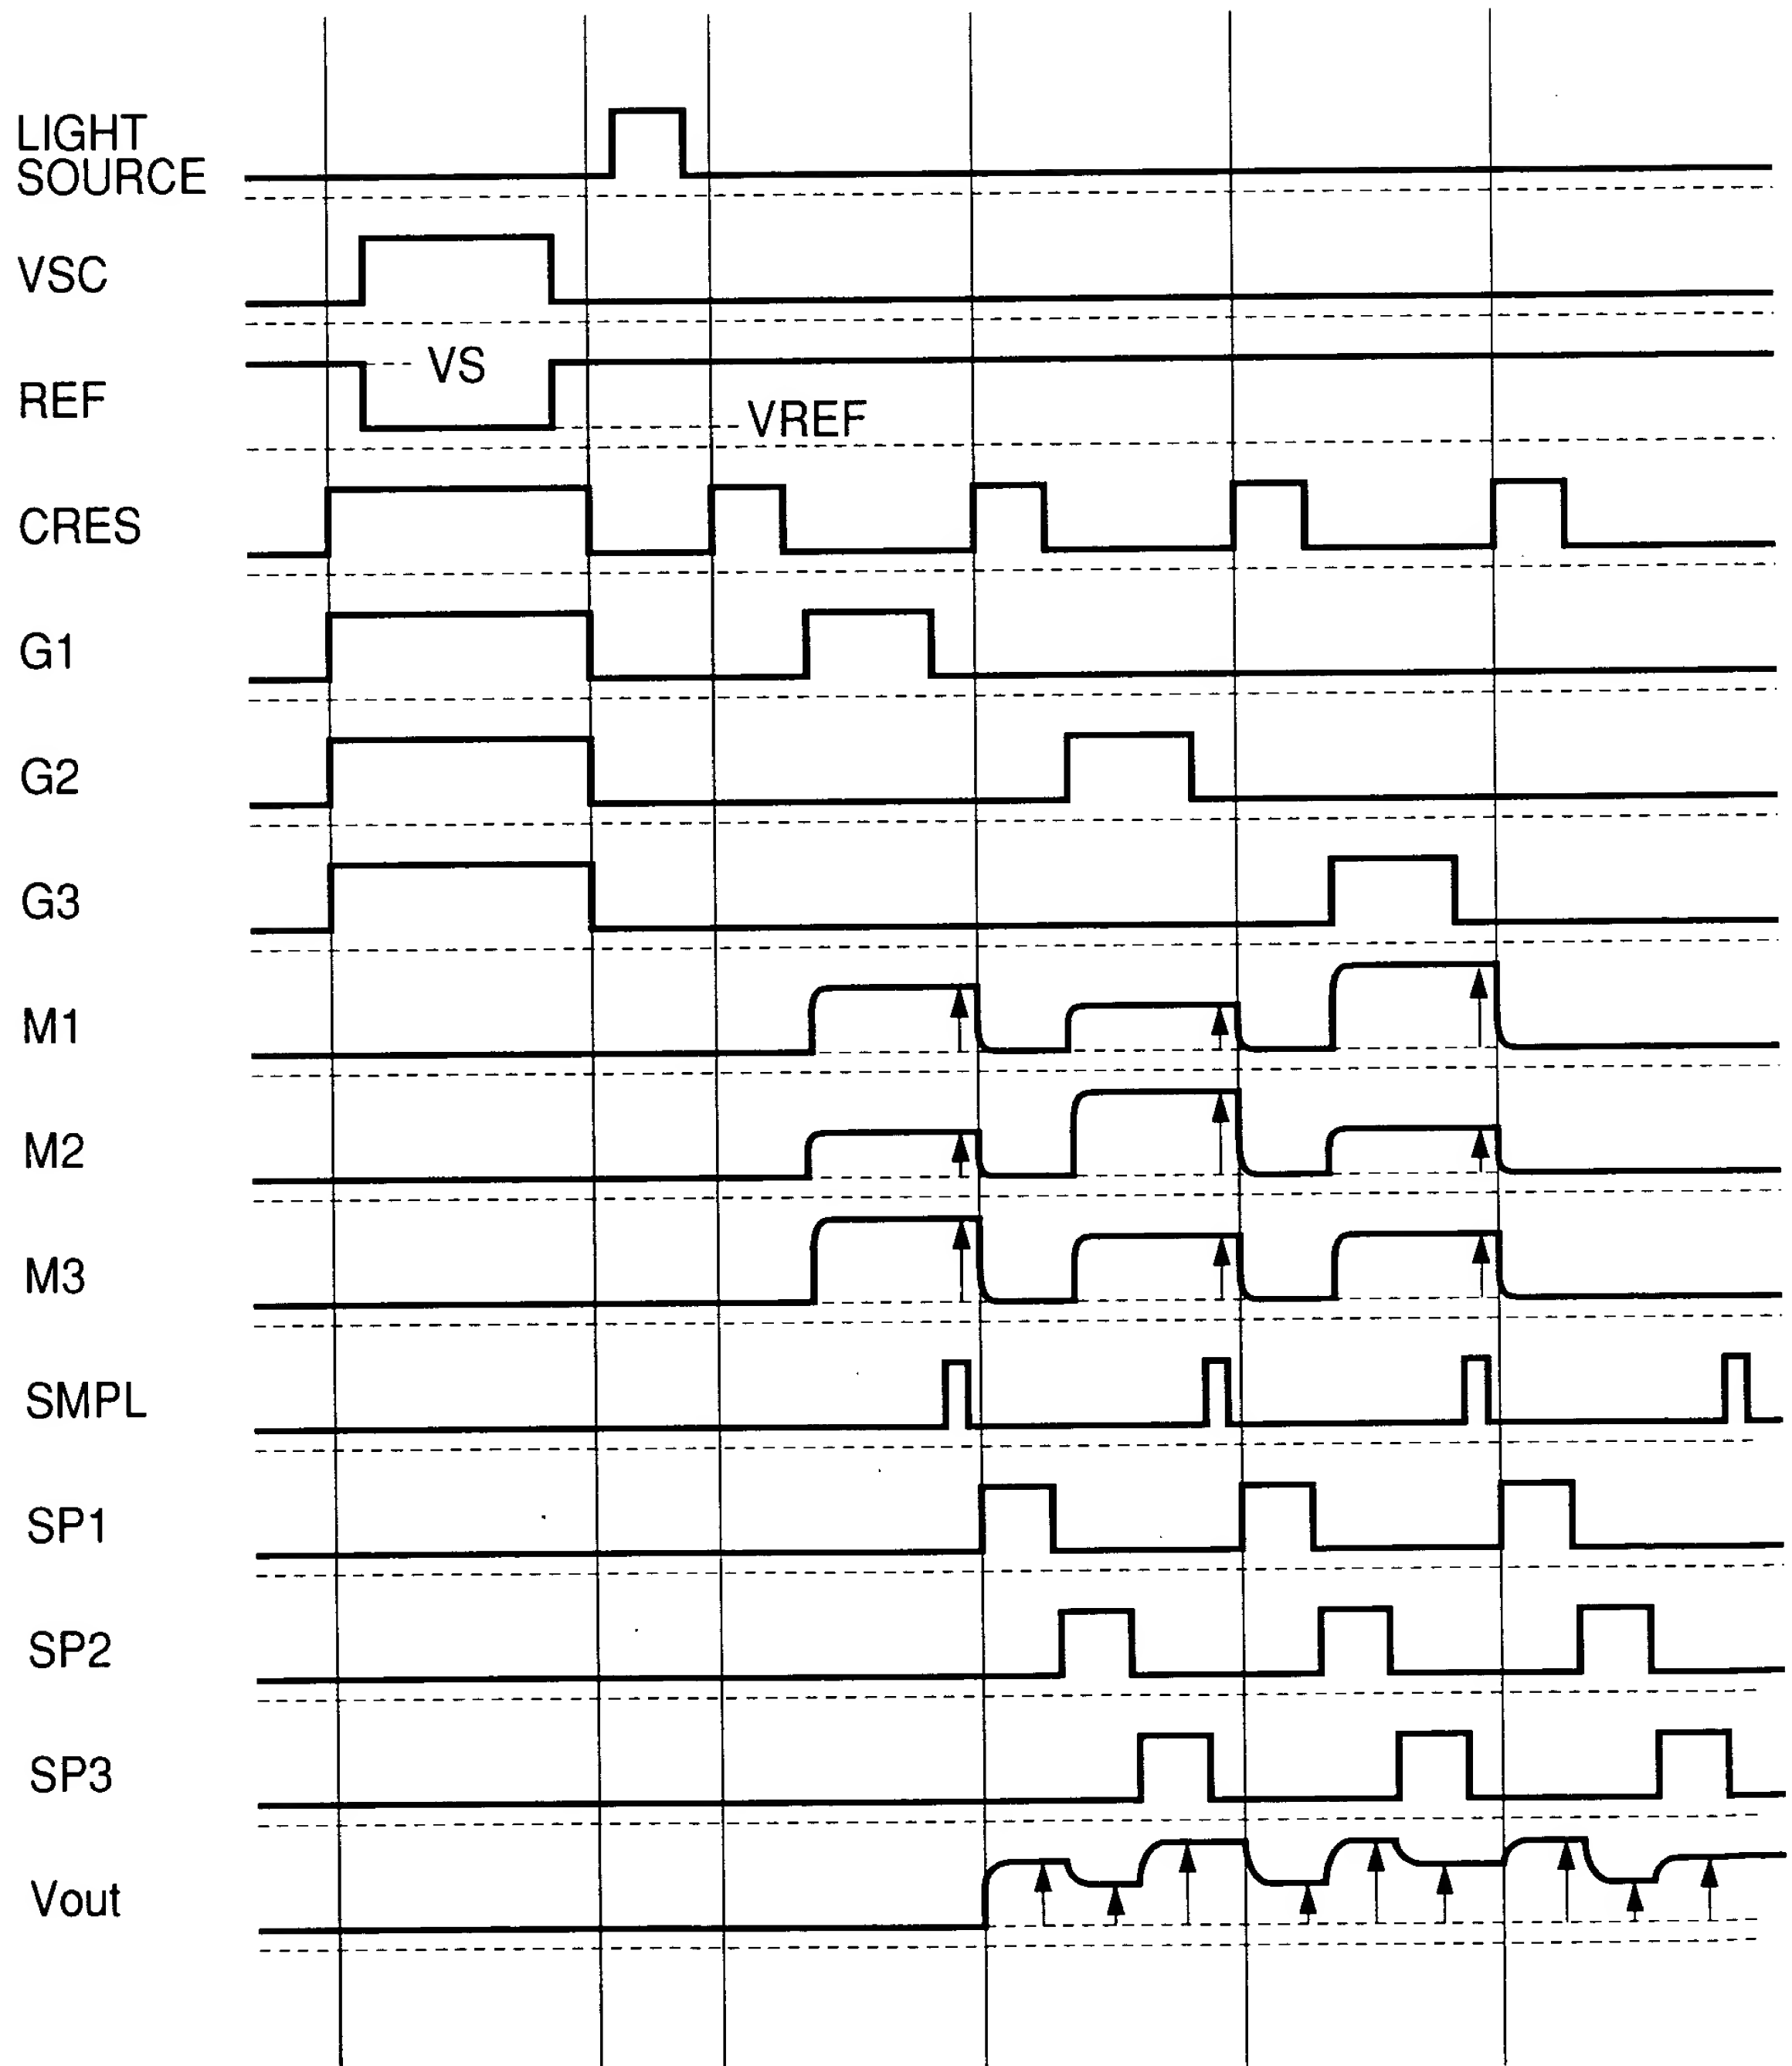 LIGHT
SOURCE
VSC
VS
REF
VREF
CRES
G1
G2
G3
M1
M2
M3
SMPL
SP1
SP2
SP3
Vout